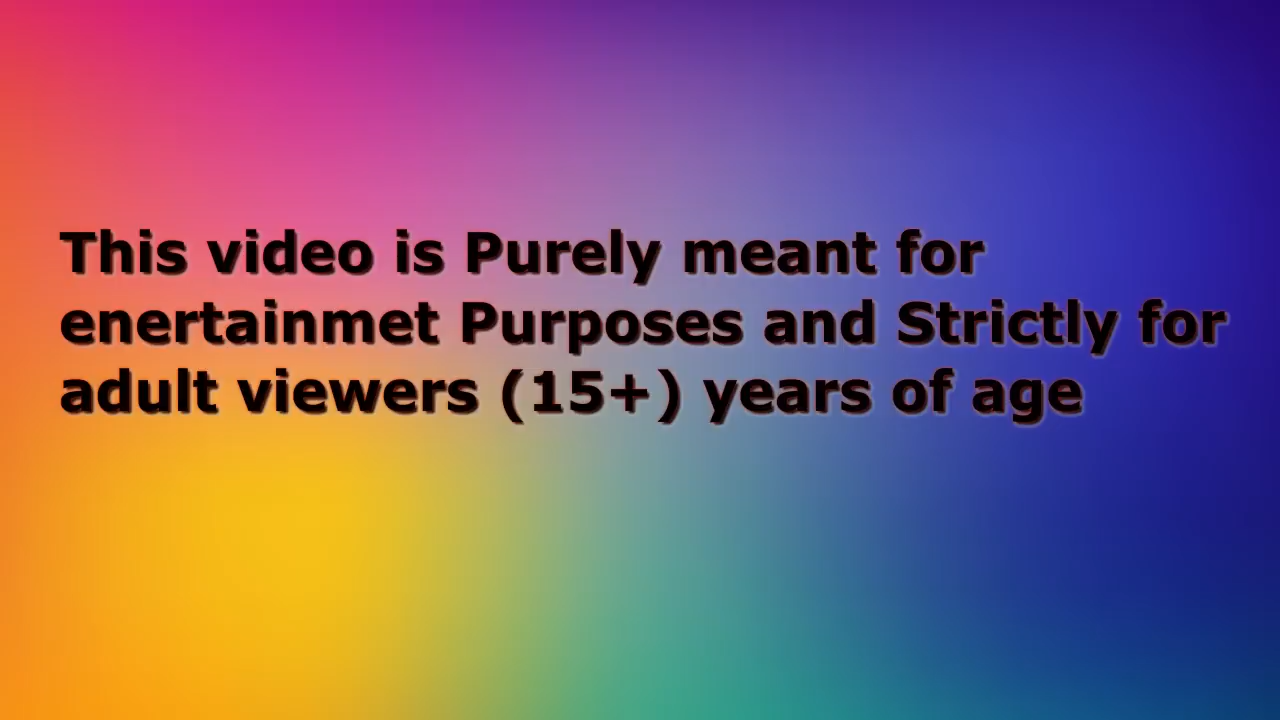 This video is Purely meant for
enertainmet Purposes and Strictly for
adult viewers (15+) years of age